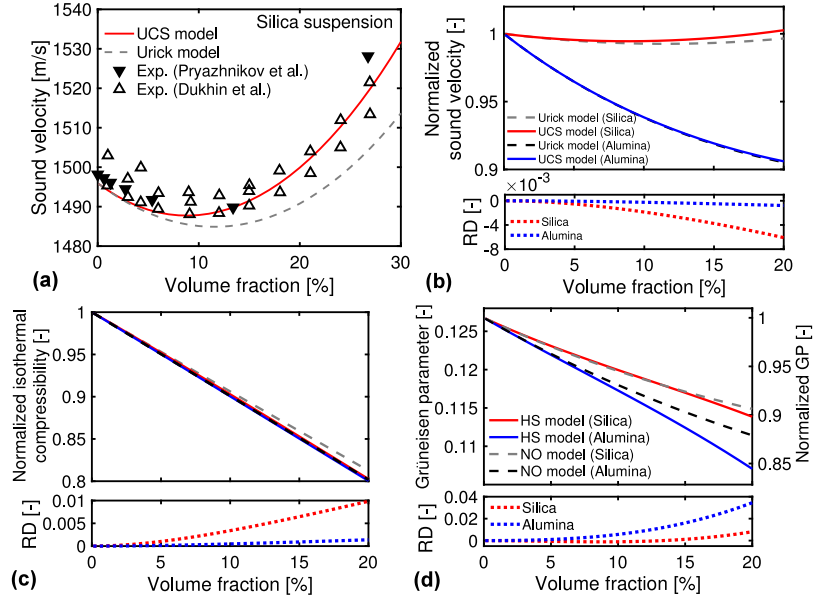 Silica suspension
UCS model
Urick model
Exp. (Pryazhnikov et al.)
Exp. (Dukhin et al.)
Sound velocity [m/s]
1540
1530
1520
1510
1500
1490
1480
0
10
20
30
Volume fraction [%]
(a)
Normalized
sound velocity
1
0.95
0.9
Urick model (Silica)
UCS model (Silica)
Urick model (Alumina)
UCS model (Alumina)
×10⁻³
RD [-]
0
-4
-8
Silica
Alumina
0
5
10
15
20
Volume fraction [%]
(b)
Normalized isothermal
compressibility [-]
1
0.95
0.9
0.85
0.8
RD [-]
0.01
0.005
0
0
5
10
15
20
Volume fraction [%]
(c)
Grüneisen parameter [-]
0.125
0.12
0.115
0.11
Normalized GP [-]
1
0.95
0.9
0.85
HS model (Silica)
HS model (Alumina)
NO model (Silica)
NO model (Alumina)
RD [-]
0.04
0.02
0
Silica
Alumina
0
5
10
15
20
Volume fraction [%]
(d)